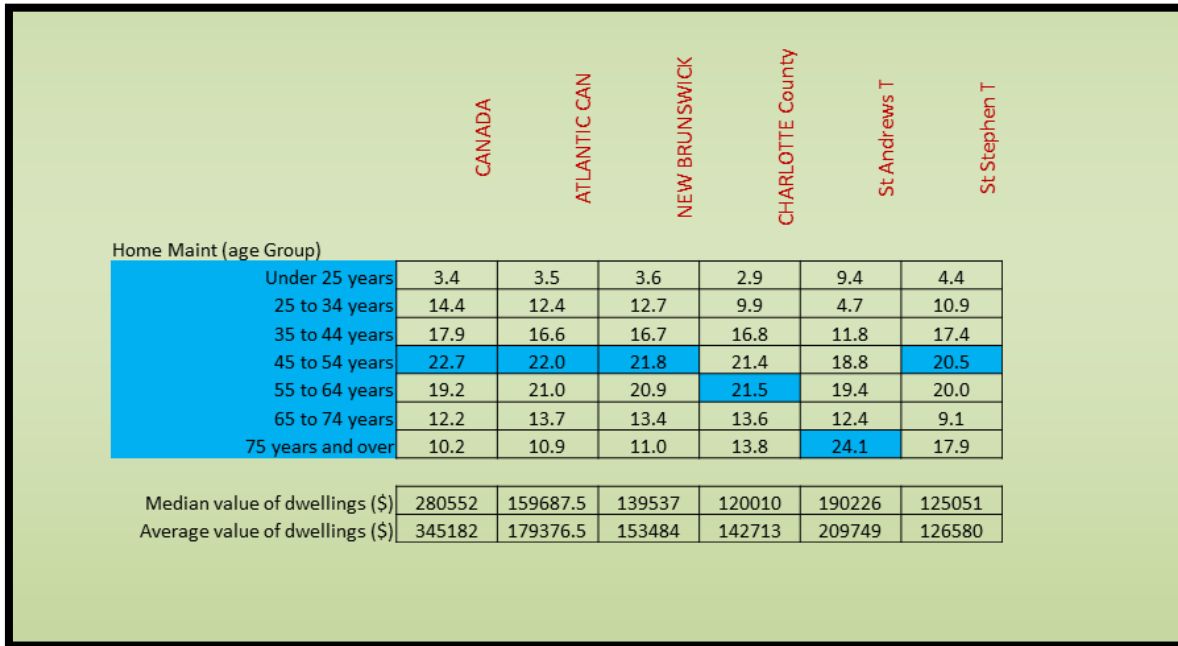 CANADA ATLANTIC CAN NEW BRUNSWICK CHARLOTTE County St Andrews T St Stephen T
Home Maint (age Group)
Under 25 years 3.4 3.5 3.6 2.9 9.4 4.4
25 to 34 years 14.4 12.4 12.7 9.9 4.7 10.9
35 to 44 years 17.9 16.6 16.7 16.8 11.8 17.4
45 to 54 years 22.7 22.0 21.8 21.4 18.8 20.5
55 to 64 years 19.2 21.0 20.9 21.5 19.4 20.0
65 to 74 years 12.2 13.7 13.4 13.6 12.4 9.1
75 years and over 10.2 10.9 11.0 13.8 24.1 17.9
Median value of dwellings ($) 280552 159687.5 139537 120010 190226 125051
Average value of dwellings ($) 345182 179376.5 153484 142713 209749 126580